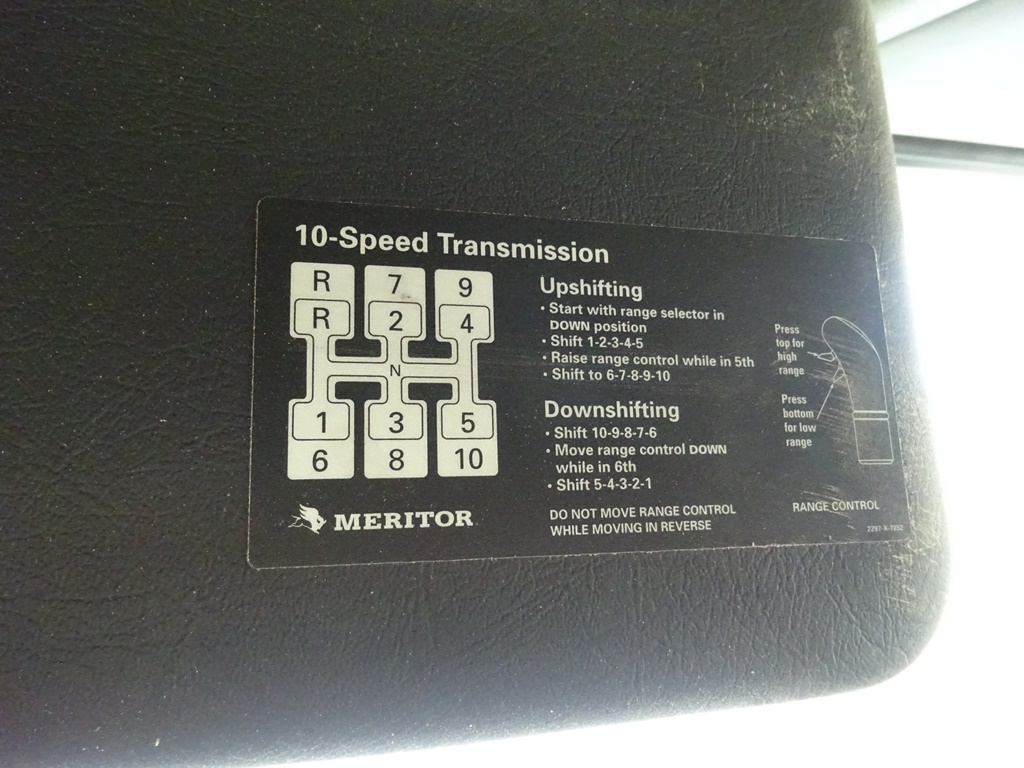 10-Speed Transmission
R 7 9
R 2 4
N
1 3 5
6 8 10
MERITOR
Upshifting
• Start with range selector in
DOWN position
• Shift 1-2-3-4-5
• Raise range control while in 5th
• Shift to 6-7-8-9-10
Downshifting
• Shift 10-9-8-7-6
• Move range control DOWN
while in 6th
• Shift 5-4-3-2-1
DO NOT MOVE RANGE CONTROL
WHILE MOVING IN REVERSE
Press
top for
high
range
Press
bottom
for low
range
RANGE CONTROL